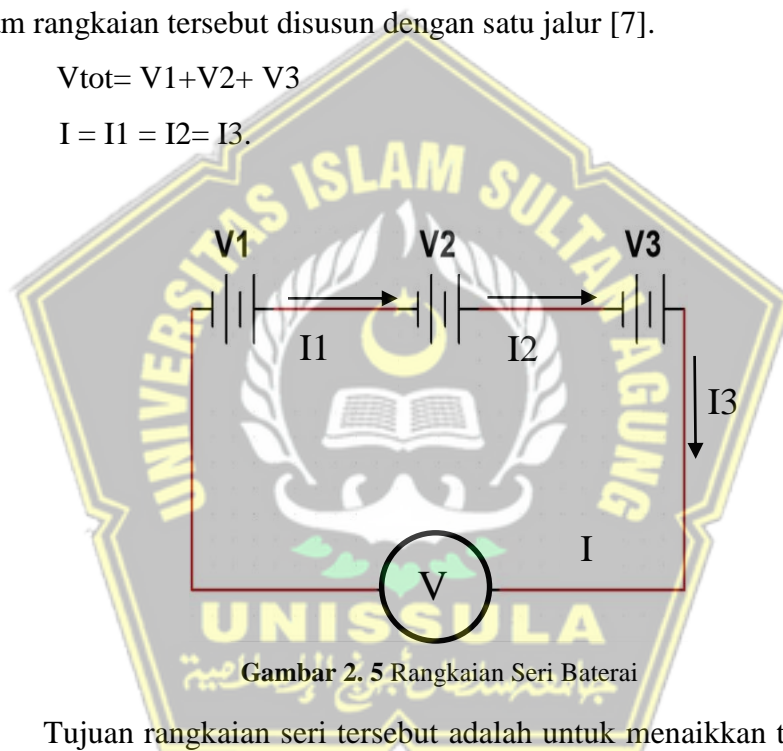 rangkaian tersebut disusun dengan satu jalur [7].
Vtot= V1+V2+ V3
I = I1 = I2= I3.
UNIVERSITAS ISLAM SULTAN AGUNG
V1 V2 V3
I1 I2
I3
I
V
UNISSULA
Gambar 2. 5 Rangkaian Seri Baterai
Tujuan rangkaian seri tersebut adalah untuk menaikkan